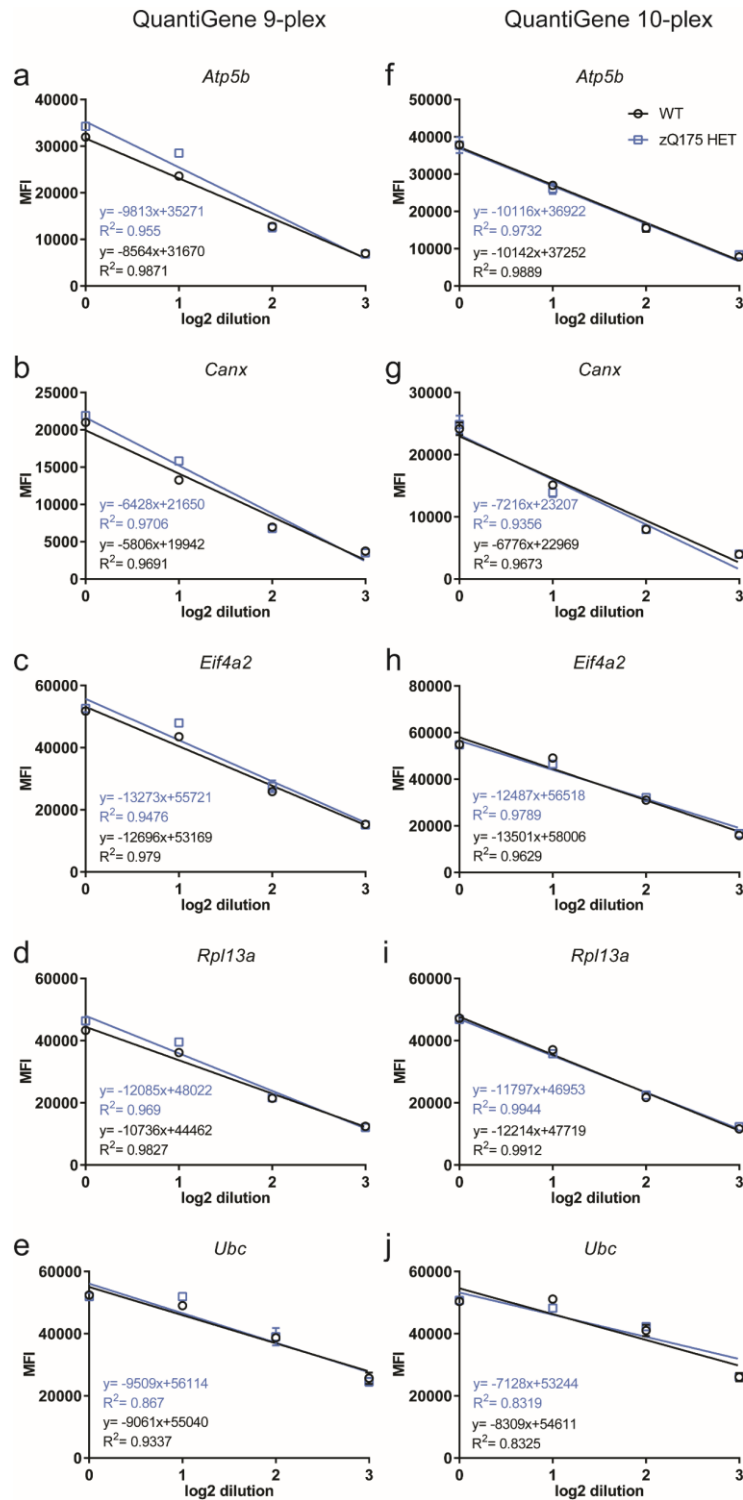 QuantiGene 9-plex
QuantiGene 10-plex
a
Atp5b
MFI
40000
30000
20000
10000
0
y= -9813x+35271
R2= 0.955
y= -8564x+31670
R2= 0.9871
0 1 2 3
log2 dilution
f
Atp5b
WT
zQ175 HET
MFI
50000
40000
30000
20000
10000
0
y= -10116x+36922
R2= 0.9732
y= -10142x+37252
R2= 0.9889
0 1 2 3
log2 dilution
b
Canx
MFI
25000
20000
15000
10000
5000
0
y= -6428x+21650
R2= 0.9706
y= -5806x+19942
R2= 0.9691
0 1 2 3
log2 dilution
g
Canx
MFI
30000
20000
10000
0
y= -7216x+23207
R2= 0.9356
y= -6776x+22969
R2= 0.9673
0 1 2 3
log2 dilution
c
Eif4a2
MFI
60000
40000
20000
0
y= -13273x+55721
R2= 0.9476
y= -12696x+53169
R2= 0.979
0 1 2 3
log2 dilution
h
Eif4a2
MFI
80000
60000
40000
20000
0
y= -12487x+56518
R2= 0.9789
y= -13501x+58006
R2= 0.9629
0 1 2 3
log2 dilution
d
Rpl13a
MFI
60000
40000
20000
0
y= -12085x+48022
R2= 0.969
y= -10736x+44462
R2= 0.9827
0 1 2 3
log2 dilution
i
Rpl13a
MFI
60000
40000
20000
0
y= -11797x+46953
R2= 0.9944
y= -12214x+47719
R2= 0.9912
0 1 2 3
log2 dilution
e
Ubc
MFI
60000
40000
20000
0
y= -9509x+56114
R2= 0.867
y= -9061x+55040
R2= 0.9337
0 1 2 3
log2 dilution
j
Ubc
MFI
60000
40000
20000
0
y= -7128x+53244
R2= 0.8319
y= -8309x+54611
R2= 0.8325
0 1 2 3
log2 dilution